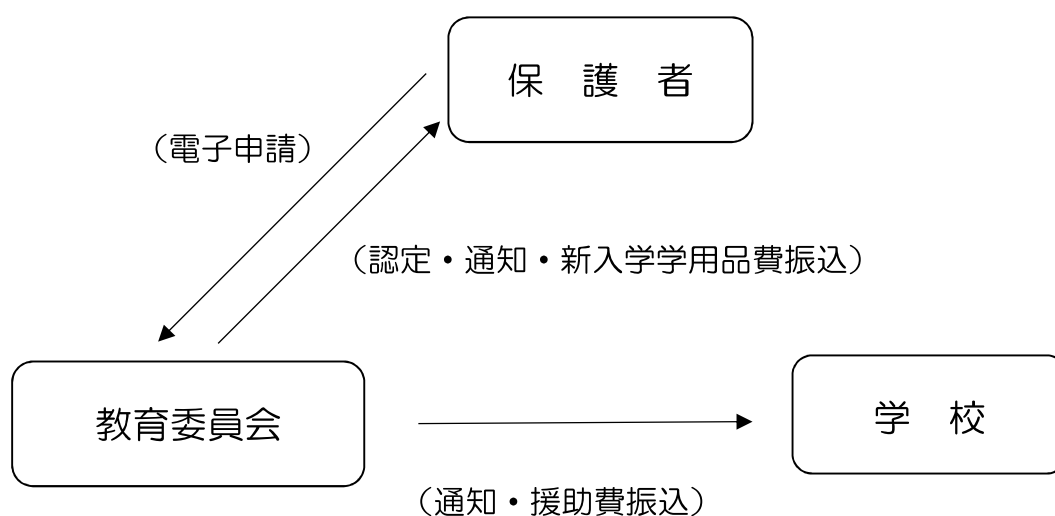 保　護　者
（電子申請）
（認定・通知・新入学学用品費振込）
教育委員会
学　校
（通知・援助費振込）